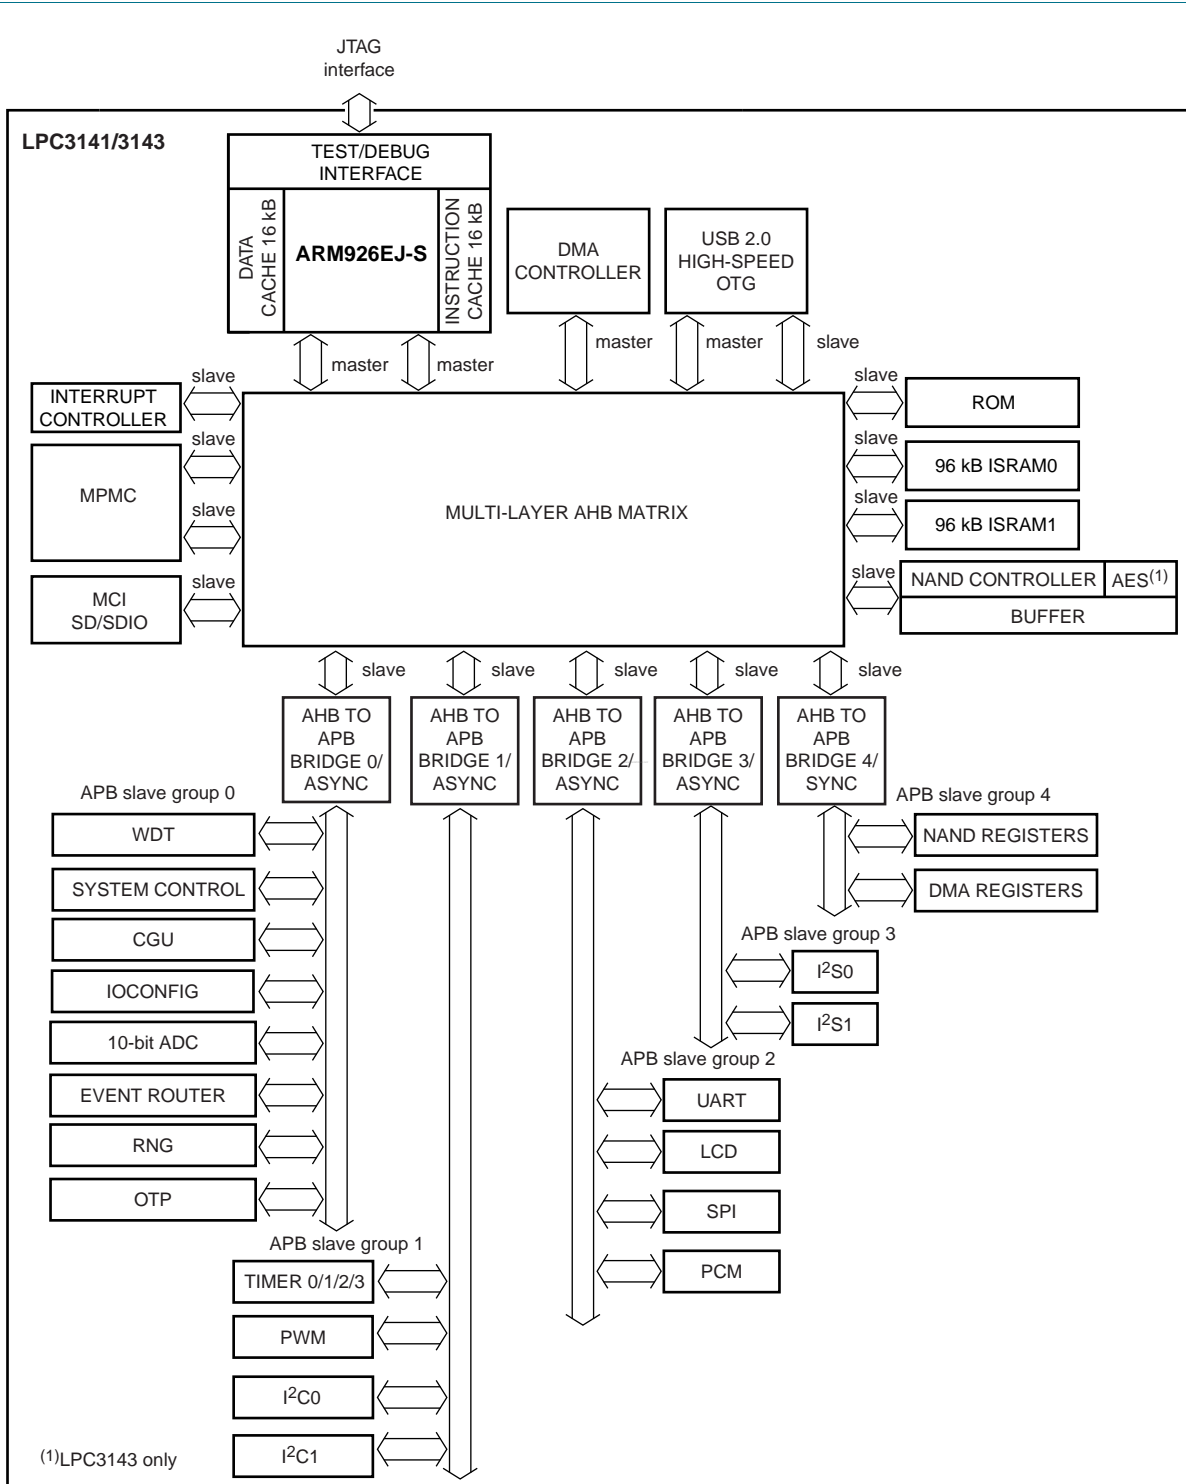 JTAG
interface
LPC3141/3143
TEST/DEBUG
INTERFACE
DATA
CACHE 16 kB
ARM926EJ-S
INSTRUCTION
CACHE 16 kB
DMA
CONTROLLER
USB 2.0
HIGH-SPEED
OTG
master
master
master
master
slave
slave
INTERRUPT
CONTROLLER
slave
MPMC
slave
slave
MCI
SD/SDIO
MULTI-LAYER AHB MATRIX
slave
ROM
slave
96 kB ISRAM0
slave
96 kB ISRAM1
slave
NAND CONTROLLER
AES(1)
BUFFER
slave
slave
slave
slave
slave
AHB TO
APB
BRIDGE 0/
ASYNC
AHB TO
APB
BRIDGE 1/
ASYNC
AHB TO
APB
BRIDGE 2/
ASYNC
AHB TO
APB
BRIDGE 3/
ASYNC
AHB TO
APB
BRIDGE 4/
SYNC
APB slave group 0
WDT
SYSTEM CONTROL
CGU
IOCONFIG
10-bit ADC
EVENT ROUTER
RNG
OTP
APB slave group 4
NAND REGISTERS
DMA REGISTERS
APB slave group 3
I2S0
I2S1
APB slave group 2
UART
LCD
SPI
PCM
APB slave group 1
TIMER 0/1/2/3
PWM
I2C0
I2C1
(1)LPC3143 only